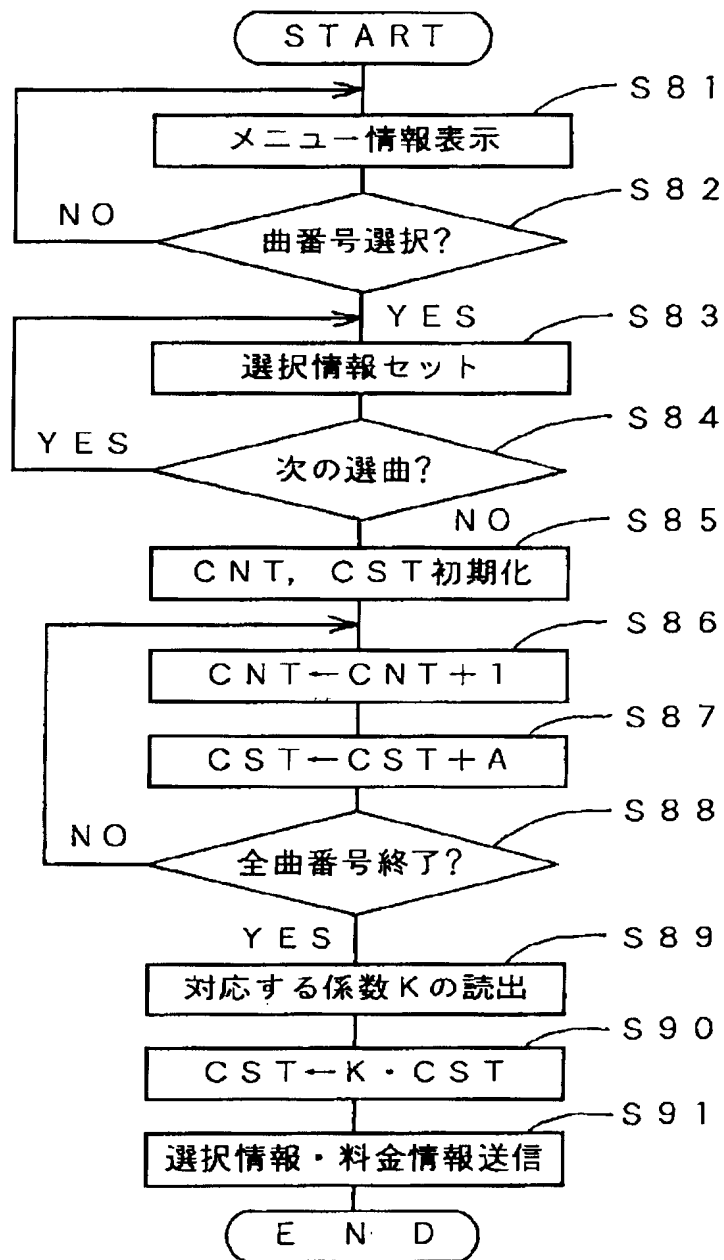 START
S81
メニュー情報表示
S82
NO
曲番号選択?
YES
S83
選択情報セット
S84
YES
次の選曲?
NO
S85
CNT, CST初期化
S86
CNT←CNT+1
S87
CST←CST+A
S88
NO
全曲番号終了?
YES
S89
対応する係数Kの読出
S90
CST←K・CST
S91
選択情報・料金情報送信
END